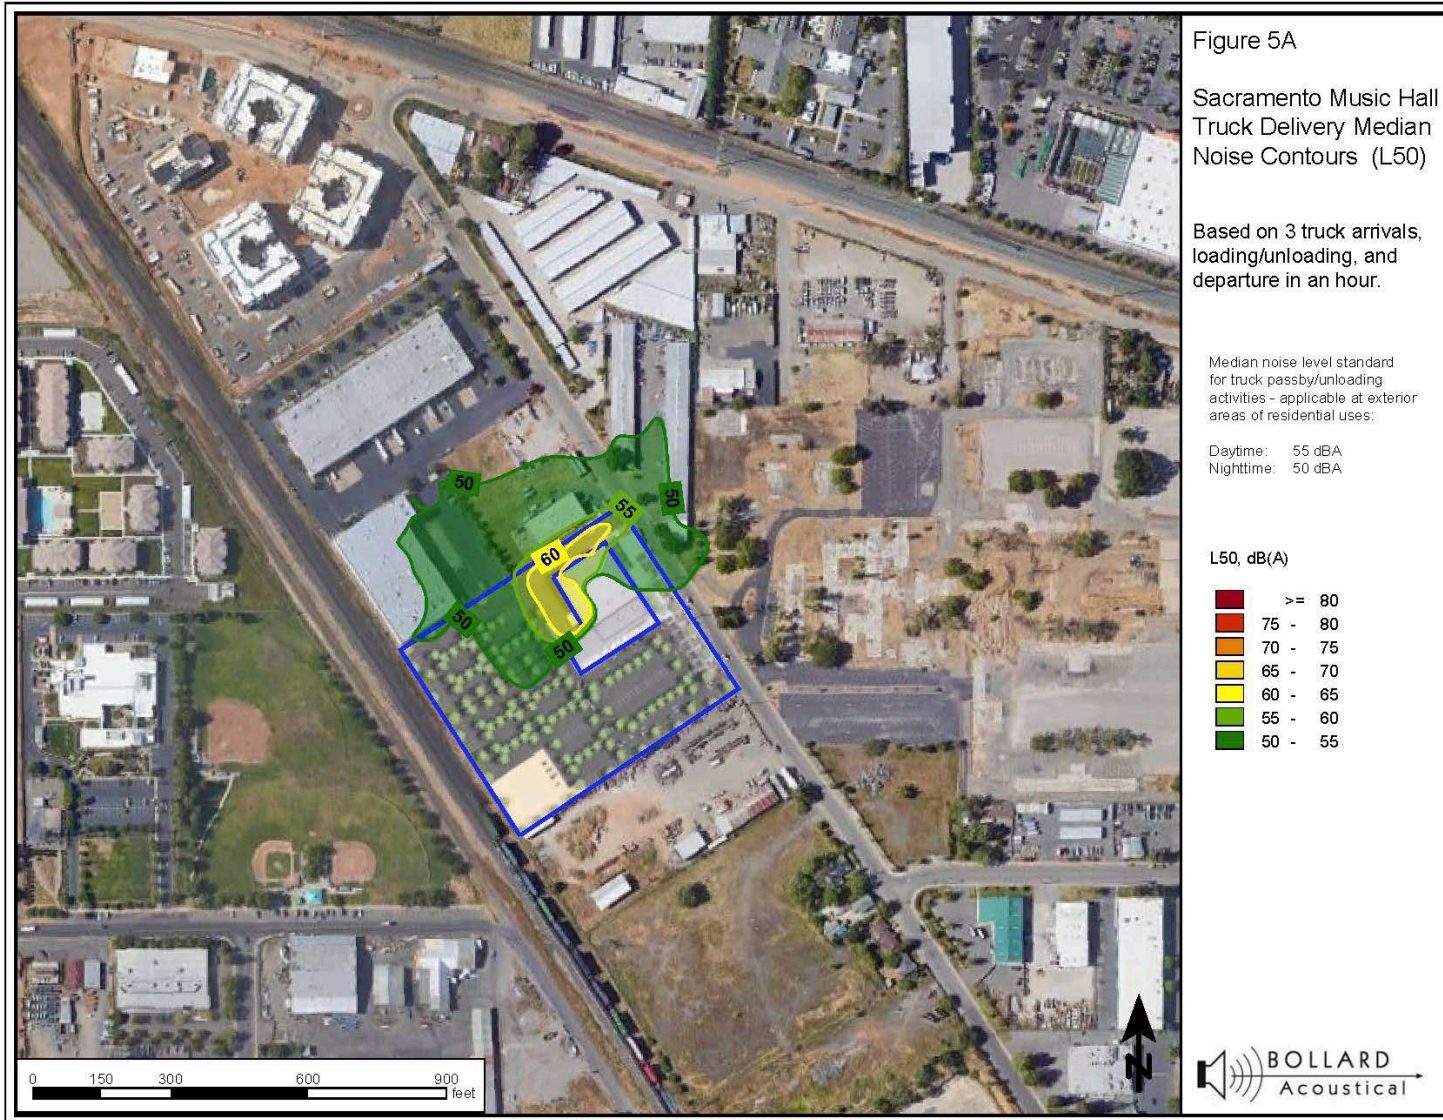 Figure 5A
Sacramento Music Hall
Truck Delivery Median
Noise Contours (L50)
Based on 3 truck arrivals,
loading/unloading, and
departure in an hour.
Median noise level standard
for truck passby/unloading
activities - applicable at exterior
areas of residential uses:
Daytime: 55 dBA
Nighttime: 50 dBA
L50, dB(A)
>= 80
75 - 80
70 - 75
65 - 70
60 - 65
55 - 60
50 - 55
50
50
55
60
50
50
0 150 300 600 900
feet
N
BOLLARD
Acoustical